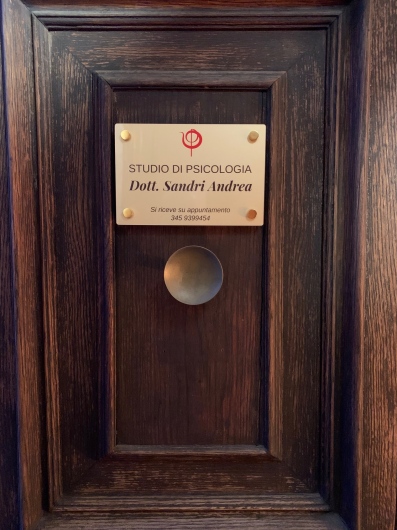 STUDIO DI PSICOLOGIA
Dott. Sandri Andrea
Si riceve su appuntamento
345 9399454